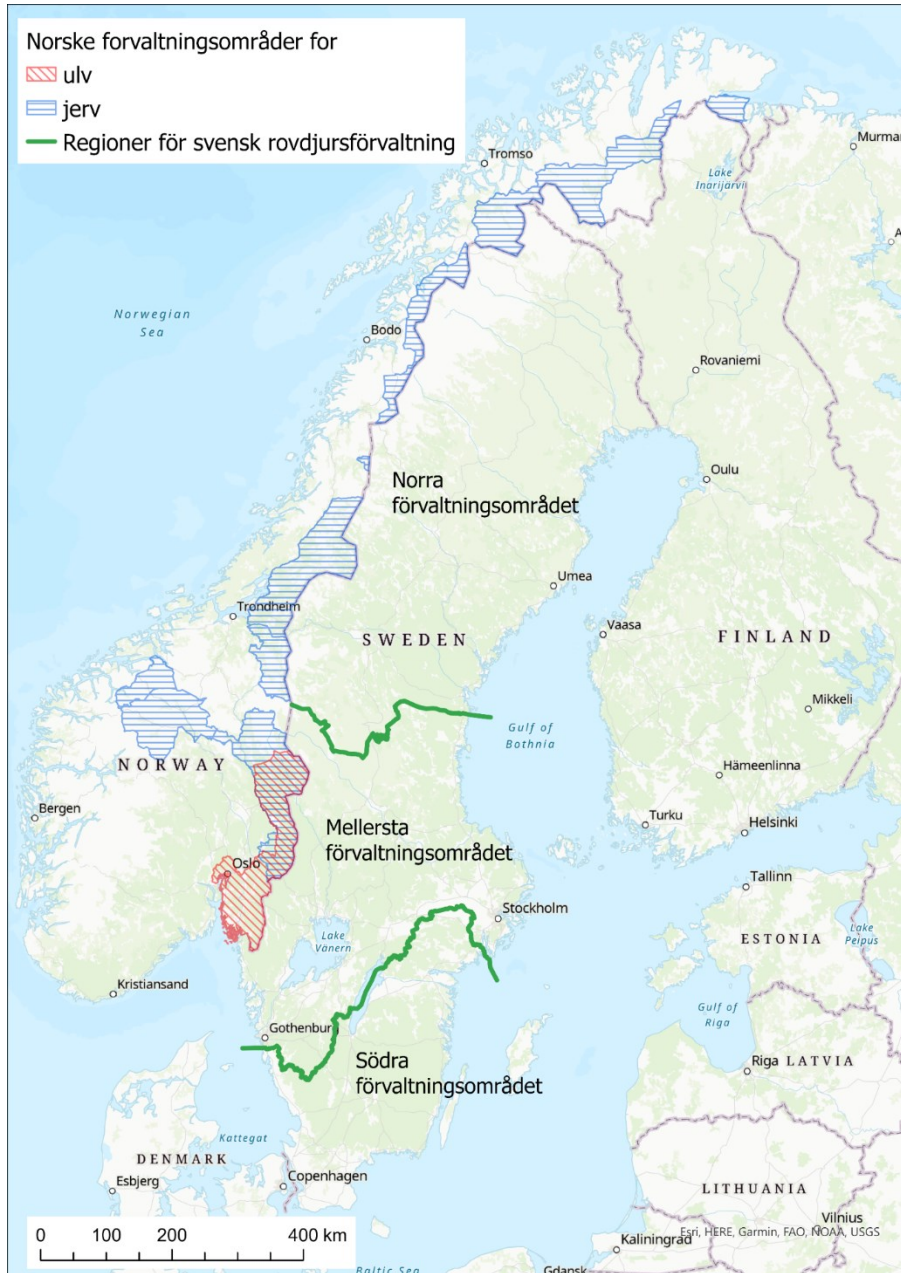 Norske forvaltningsområder for
ulv
jerv
Regioner för svensk rovdjursförvaltning
Tromso
Murmar
Lake
Inarijärvi
A
Norwegian
Sea
Bodo
Rovaniemi
Norra
förvaltningsområdet
Oulu
Umea
Trondheim
SWEDEN
Vaasa
FINLAND
Mikkeli
Gulf of
Bothnia
NORWAY
Hämeenlinna
Bergen
Turku
Helsinki
Mellersta
förvaltningsområdet
Oslo
Tallinn
Stockholm
Lake
Vänern
ESTONIA
Lake
Peipus
Kristiansand
Gulf of
Riga
Gothenburg
Södra
förvaltningsområdet
Riga
LATVIA
Kattegat
DENMARK
Esbjerg
Copenhagen
LITHUANIA
Vilnius
Esri, HERE, Garmin, FAO, NOAA, USGS
Kaliningrad
0 100 200 400 km
Baltic Sea
Gdansk